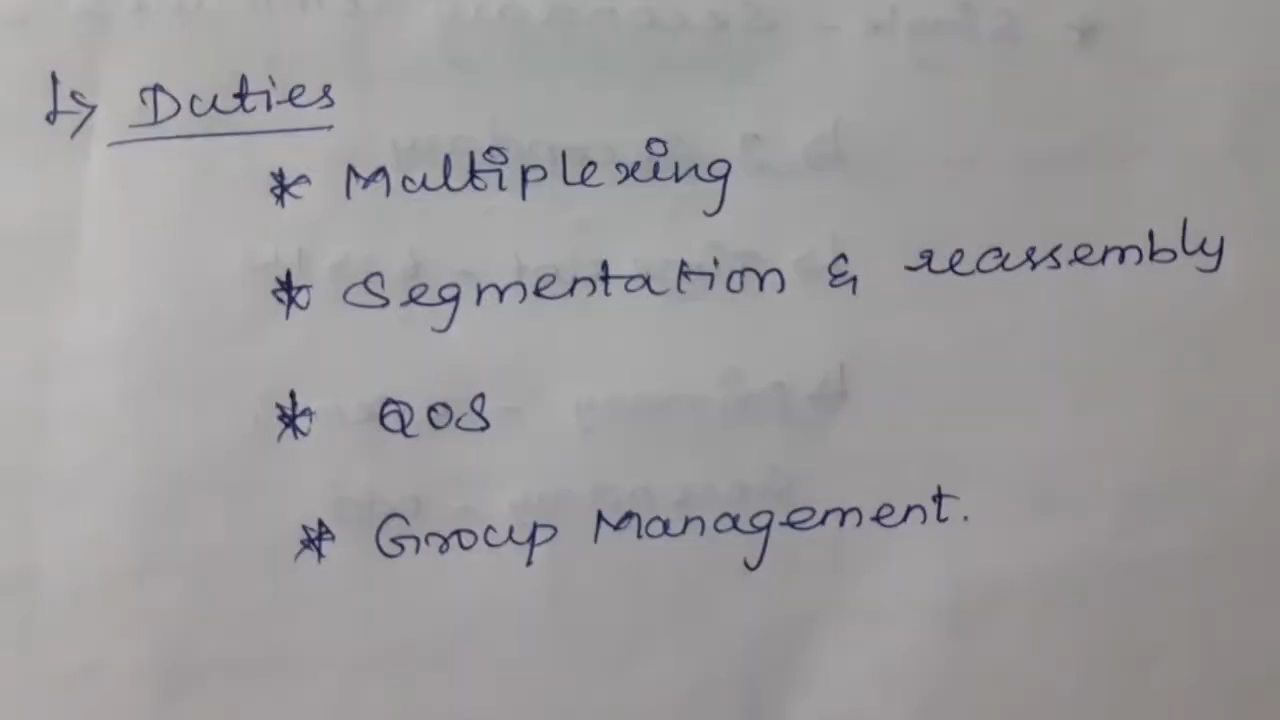 ↳ Duties
* Multiplexing
* Segmentation & reassembly
* QOS
* Group Management.